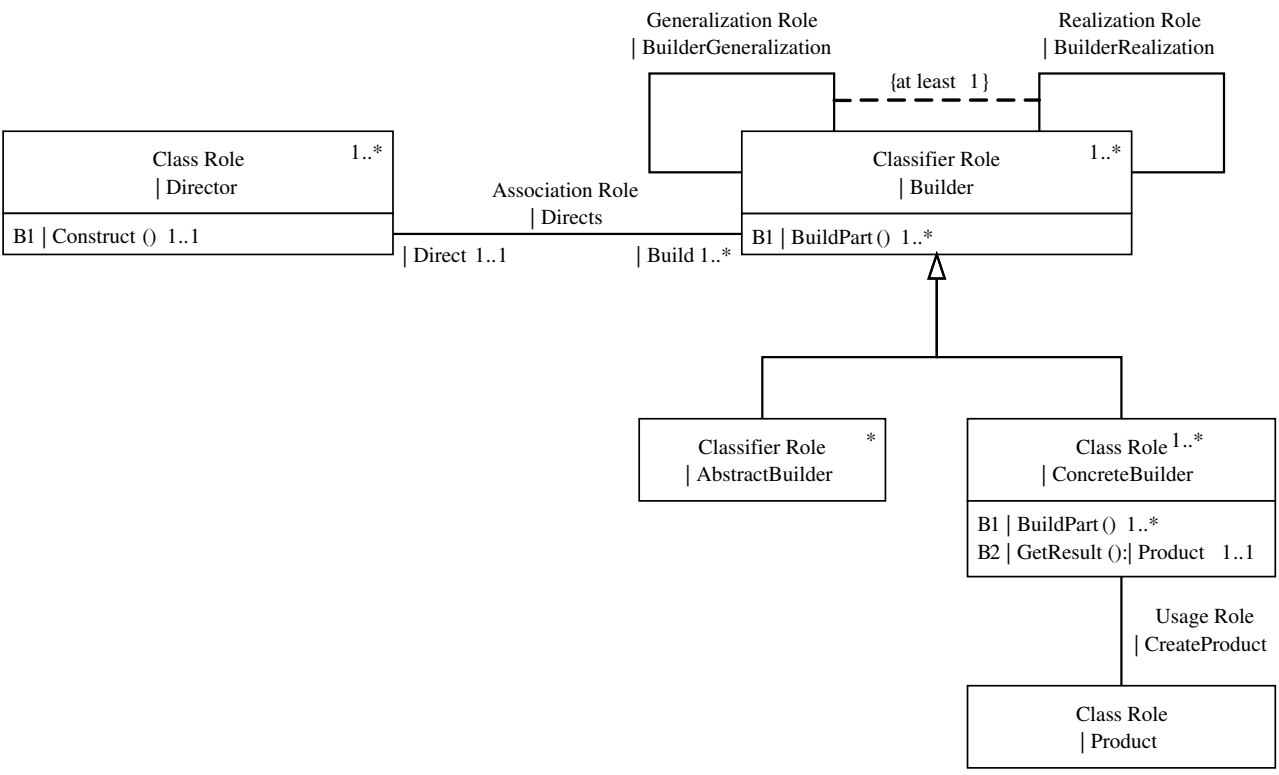 Generalization Role
| BuilderGeneralization
Realization Role
| BuilderRealization
{at least 1}
Class Role 1..*
| Director
B1 | Construct () 1..1
Association Role
| Directs
| Direct 1..1
| Build 1..*
Classifier Role 1..*
| Builder
B1 | BuildPart () 1..*
Classifier Role *
| AbstractBuilder
Class Role 1..*
| ConcreteBuilder
B1 | BuildPart () 1..*
B2 | GetResult ():| Product 1..1
Usage Role
| CreateProduct
Class Role
| Product